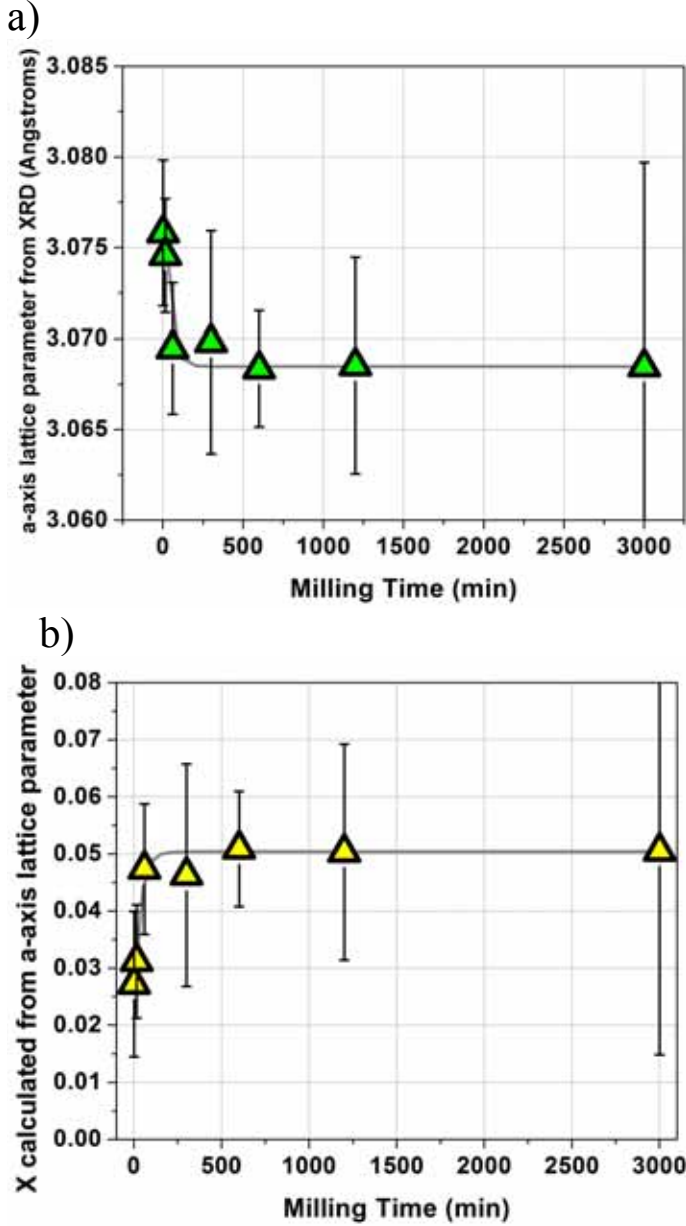 a)
a-axis lattice parameter from XRD (Angstroms)
3.085
3.080
3.075
3.070
3.065
3.060
0 500 1000 1500 2000 2500 3000
Milling Time (min)
b)
X calculated from a-axis lattice parameter
0.08
0.07
0.06
0.05
0.04
0.03
0.02
0.01
0.00
0 500 1000 1500 2000 2500 3000
Milling Time (min)